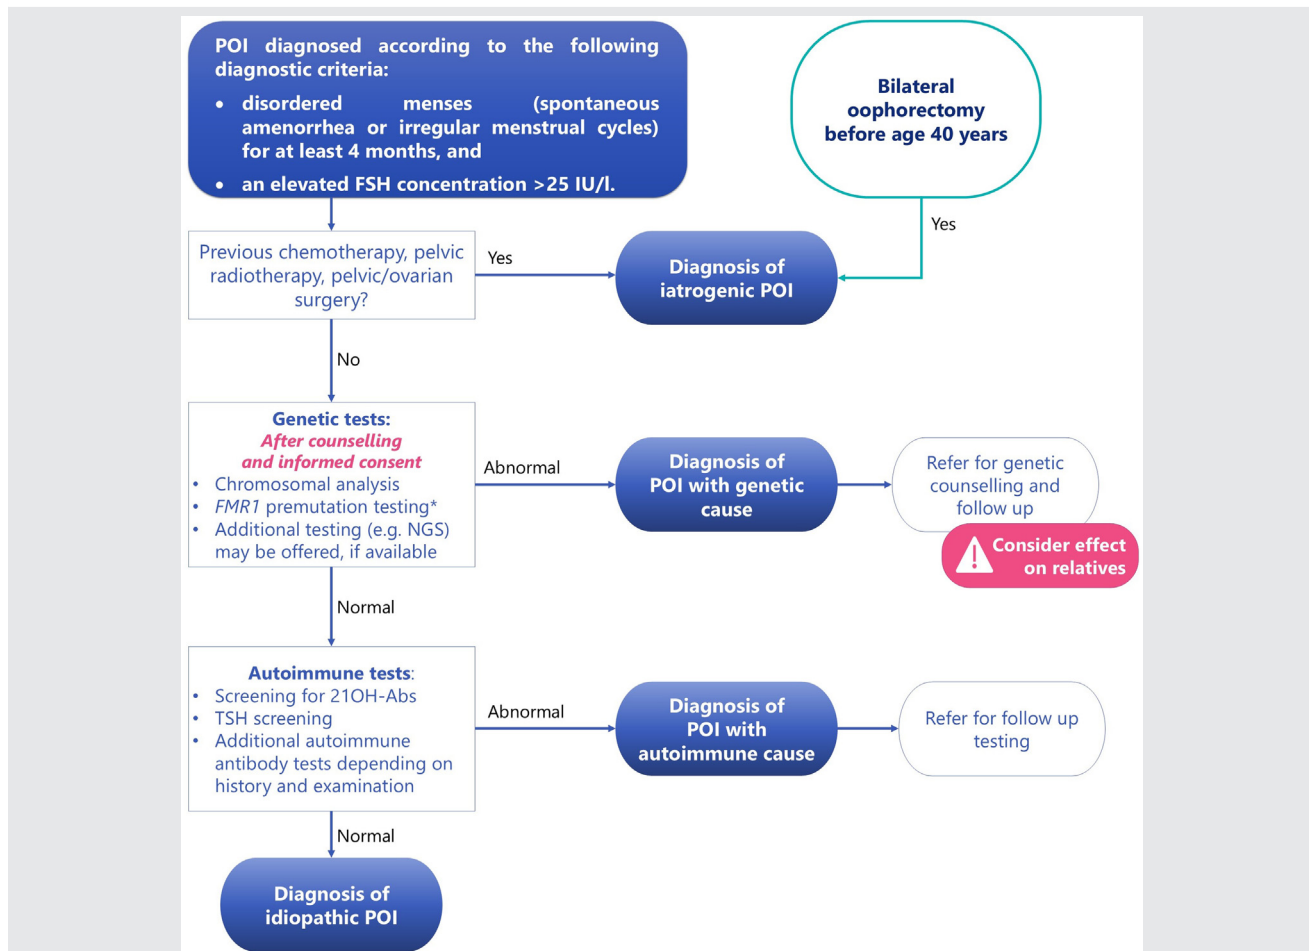 POI diagnosed according to the following
diagnostic criteria:
• disordered menses (spontaneous
amenorrhea or irregular menstrual cycles)
for at least 4 months, and
• an elevated FSH concentration >25 IU/l.
Bilateral
oophorectomy
before age 40 years
Yes
Previous chemotherapy, pelvic
radiotherapy, pelvic/ovarian
surgery?
Yes
Diagnosis of
iatrogenic POI
No
Genetic tests:
After counselling
and informed consent
• Chromosomal analysis
• FMR1 premutation testing*
• Additional testing (e.g. NGS)
may be offered, if available
Abnormal
Diagnosis of
POI with genetic
cause
Refer for genetic
counselling and
follow up
Consider effect
on relatives
Normal
Autoimmune tests:
• Screening for 21OH-Abs
• TSH screening
• Additional autoimmune
antibody tests depending on
history and examination
Abnormal
Diagnosis of
POI with
autoimmune cause
Refer for follow up
testing
Normal
Diagnosis of
idiopathic POI